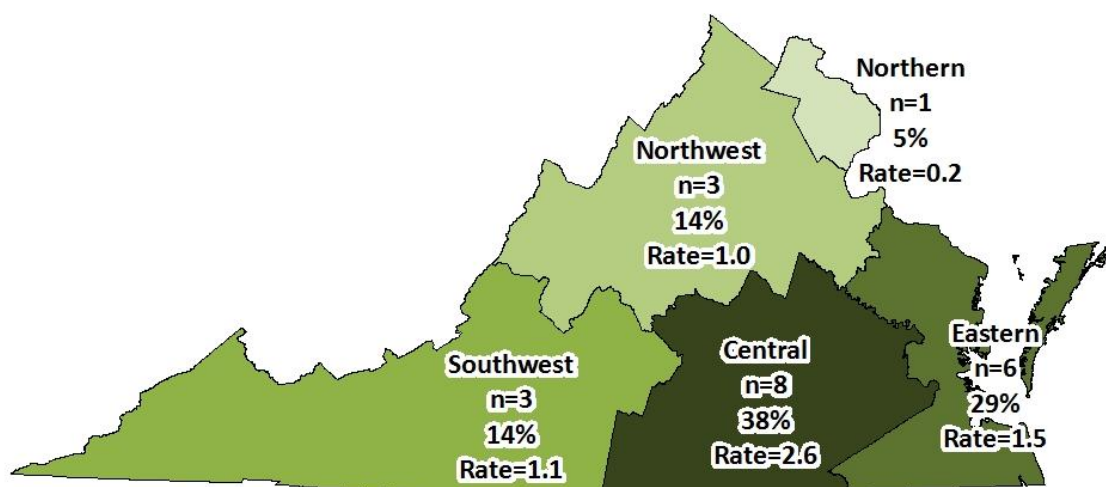 Northern
n=1
5%
Rate=0.2
Northwest
n=3
14%
Rate=1.0
Southwest
n=3
14%
Rate=1.1
Central
n=8
38%
Rate=2.6
Eastern
n=6
29%
Rate=1.5